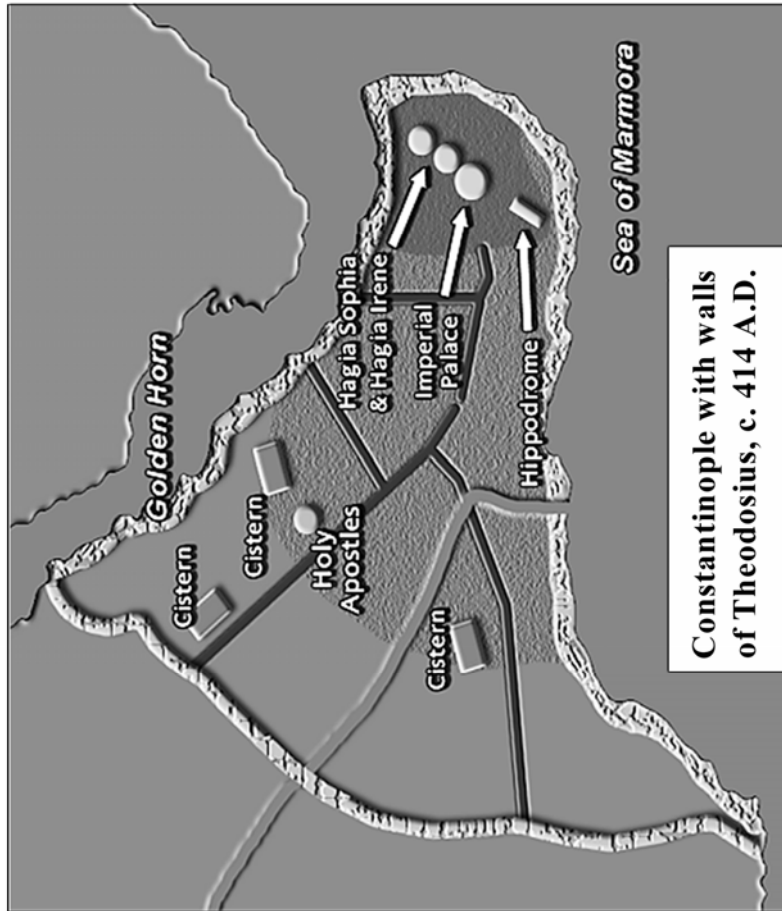 Golden Horn
Cistern
Cistern
Hagia Sophia
& Hagia Irene
Holy
Apostles
Imperial
Palace
Cistern
Hippodrome
Sea of Marmora
Constantinople with walls
of Theodosius, c. 414 A.D.